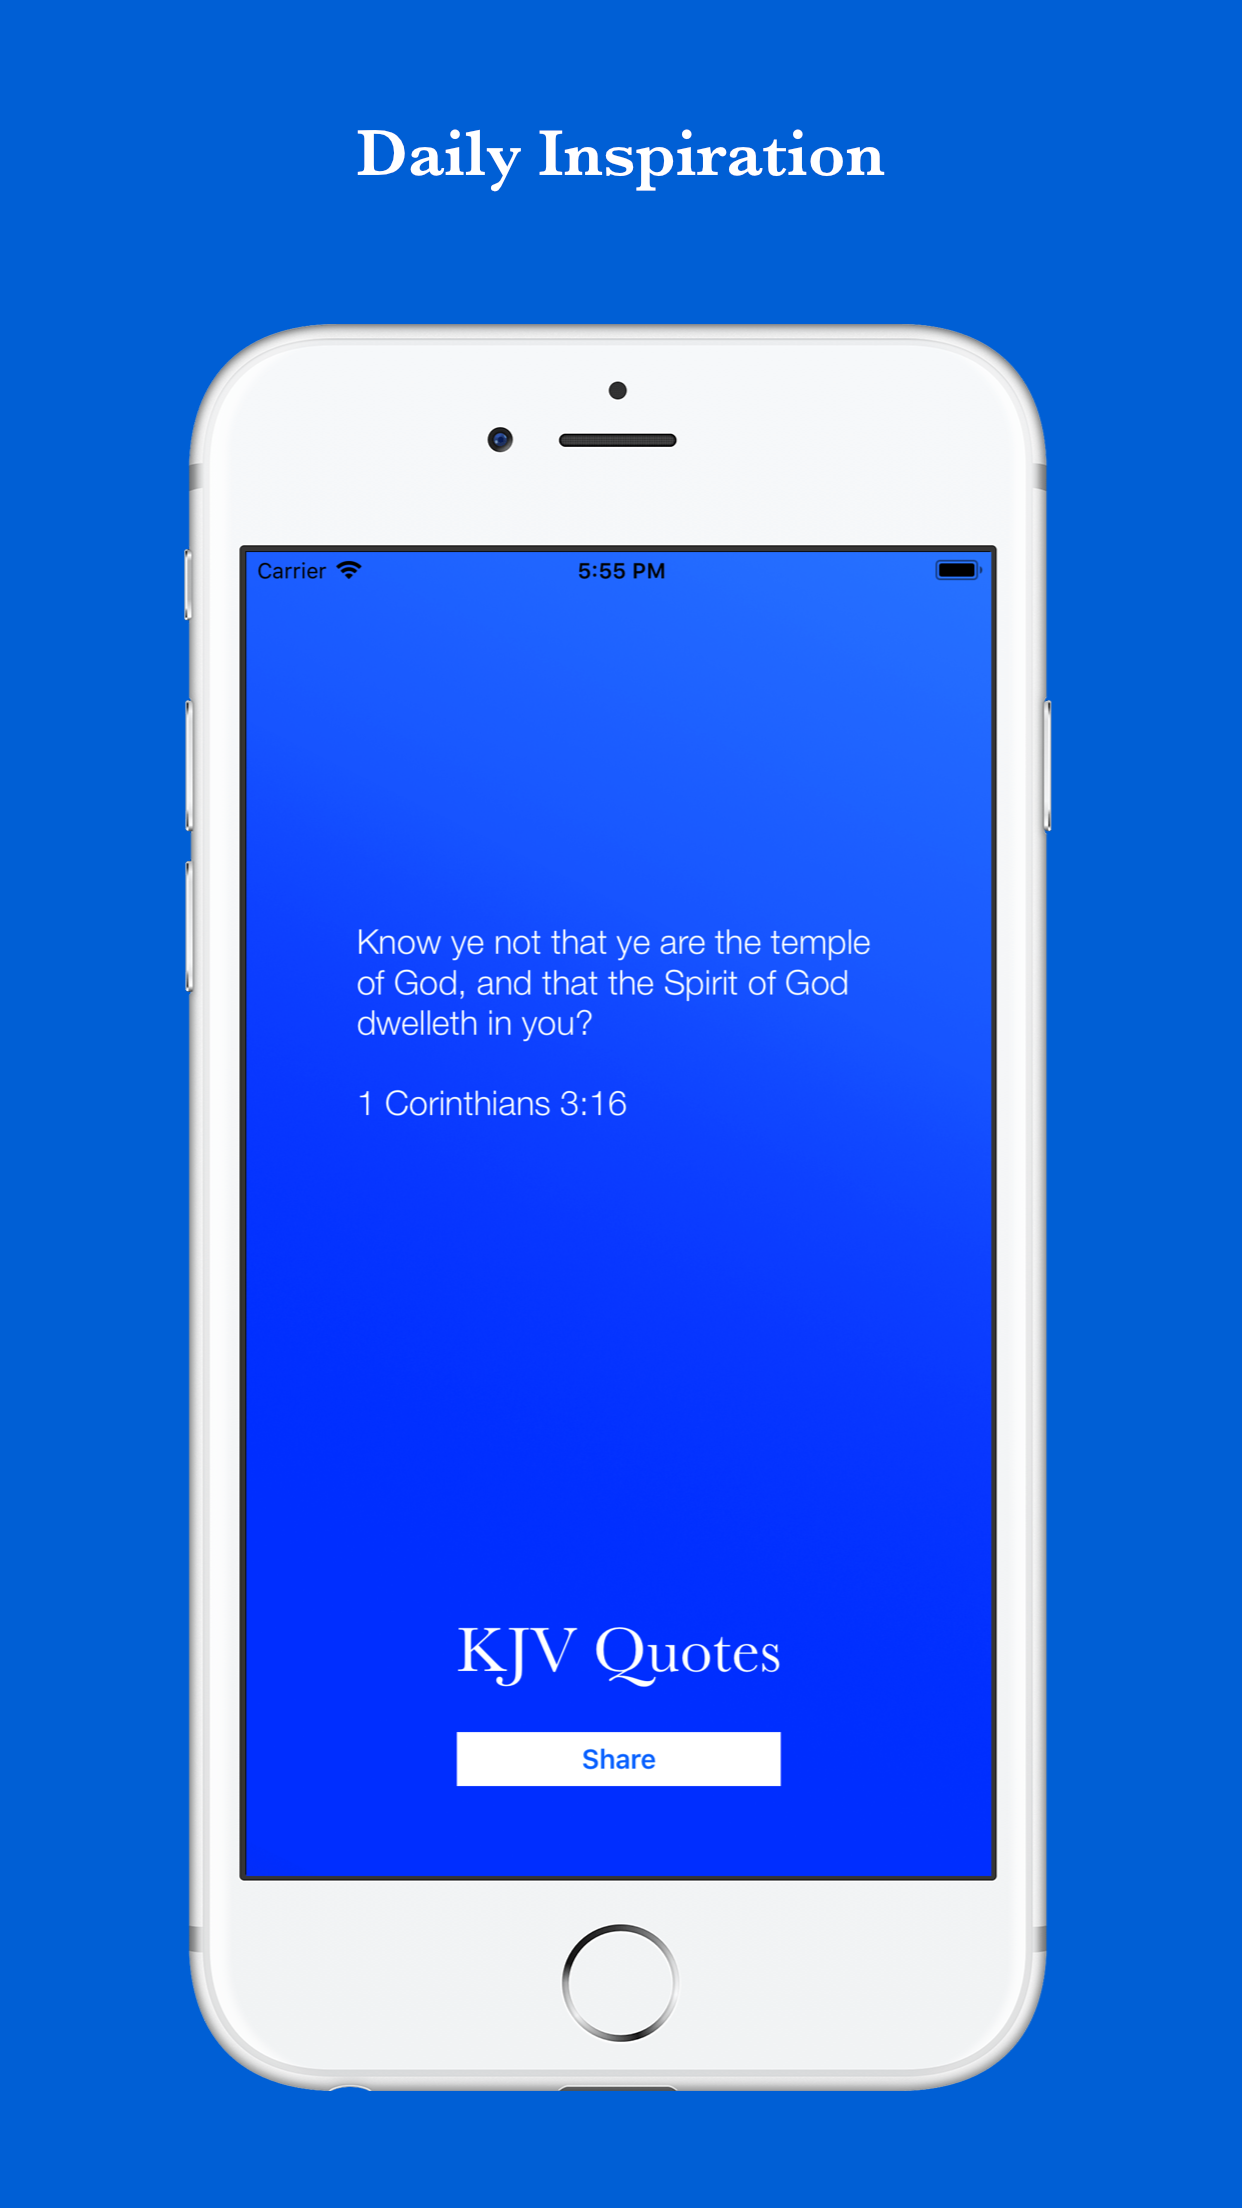 Daily Inspiration
Carrier
5:55 PM
Know ye not that ye are the temple
of God, and that the Spirit of God
dwelleth in you?
1 Corinthians 3:16
KJV Quotes
Share